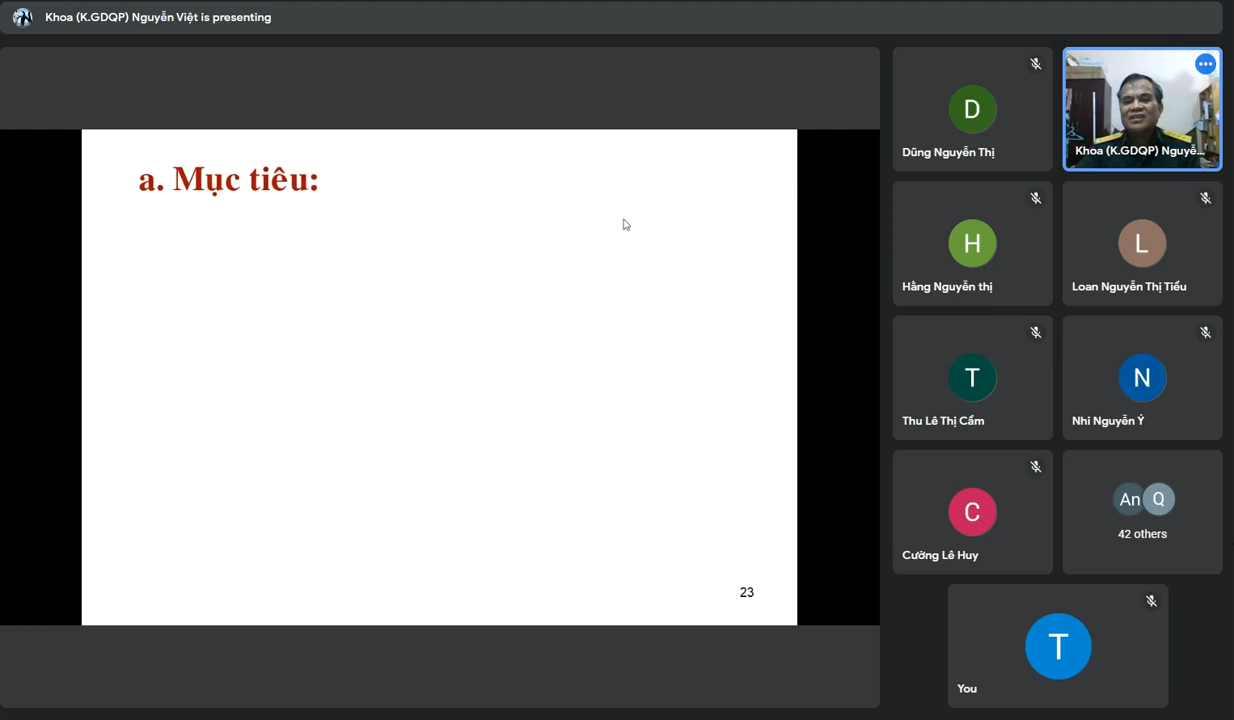 Khoa (K.GDQP) Nguyễn Việt is presenting
a. Mục tiêu:
23
D
Dũng Nguyễn Thị
Khoa (K.GDQP) Nguyễ...
H
Hằng Nguyễn thị
L
Loan Nguyễn Thị Tiểu
T
Thu Lê Thị Cẩm
N
Nhi Nguyễn Ý
C
Cường Lê Huy
An Q
42 others
T
You